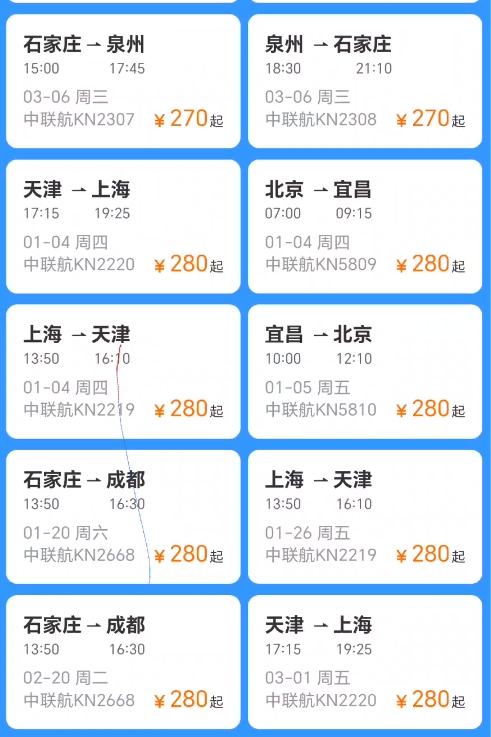 石家庄 ⇀ 泉州
15:00 17:45
03-06 周三
中联航KN2307 ¥270起
泉州 ⇀ 石家庄
18:30 21:10
03-06 周三
中联航KN2308 ¥270起
天津 ⇀ 上海
17:15 19:25
01-04 周四
中联航KN2220 ¥280起
北京 ⇀ 宜昌
07:00 09:15
01-04 周四
中联航KN5809 ¥280起
上海 ⇀ 天津
13:50 16:10
01-04 周四
中联航KN2219 ¥280起
宜昌 ⇀ 北京
10:00 12:10
01-05 周五
中联航KN5810 ¥280起
石家庄 ⇀ 成都
13:50 16:30
01-20 周六
中联航KN2668 ¥280起
上海 ⇀ 天津
13:50 16:10
01-26 周五
中联航KN2219 ¥280起
石家庄 ⇀ 成都
13:50 16:30
02-20 周二
中联航KN2668 ¥280起
天津 ⇀ 上海
17:15 19:25
03-01 周五
中联航KN2220 ¥280起